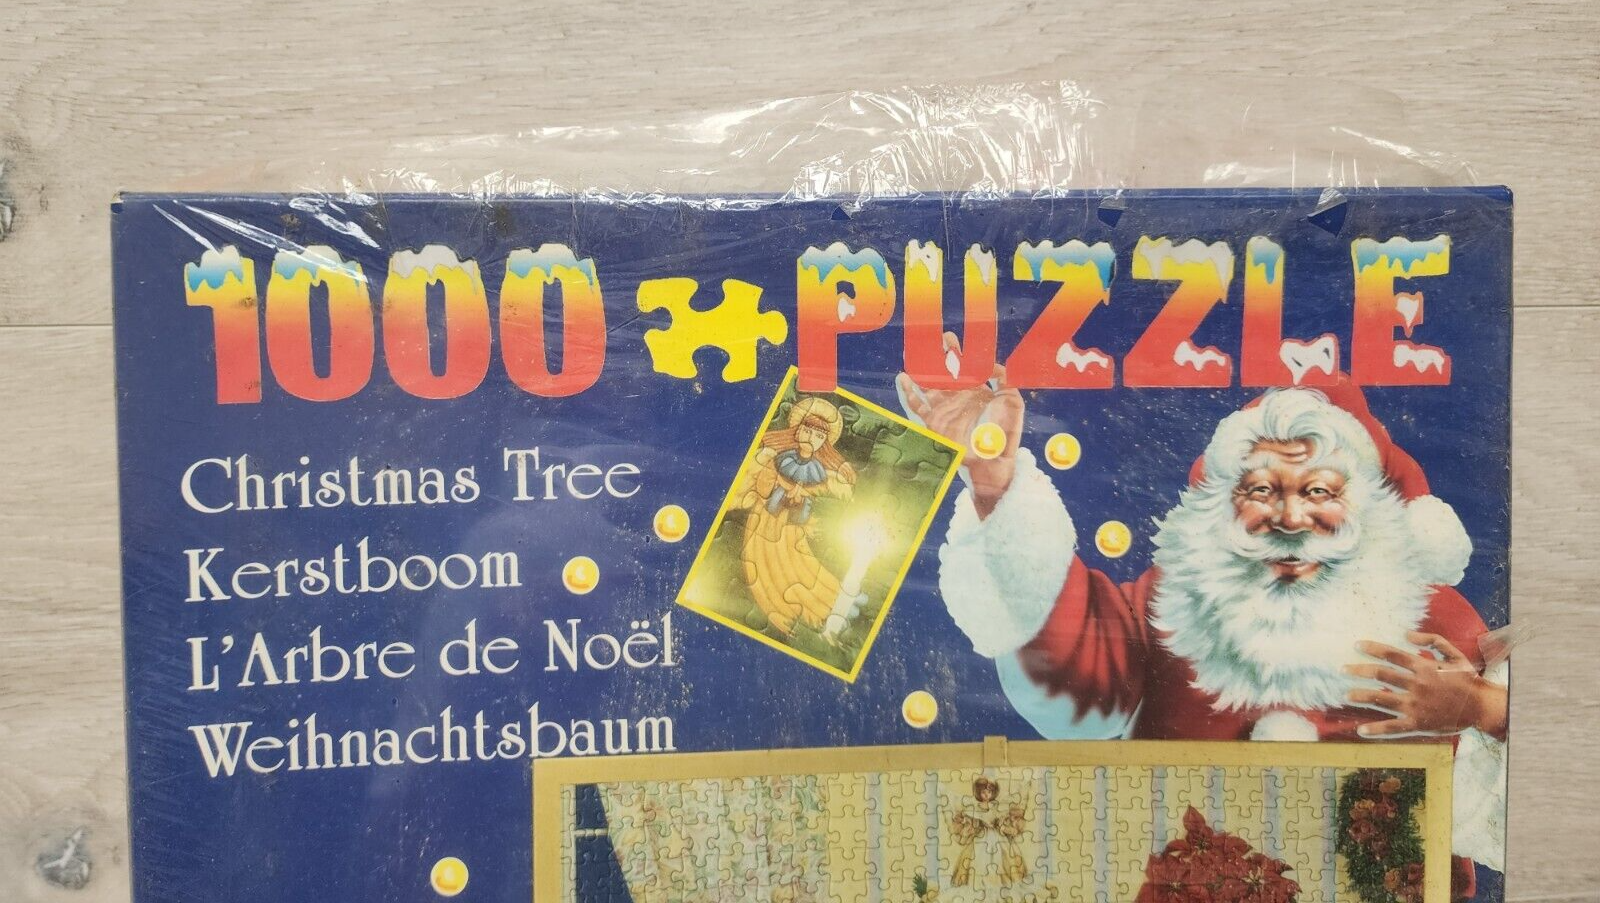 1000 PUZZLE
Christmas Tree
Kerstboom
L'Arbre de Noël
Weihnachtsbaum